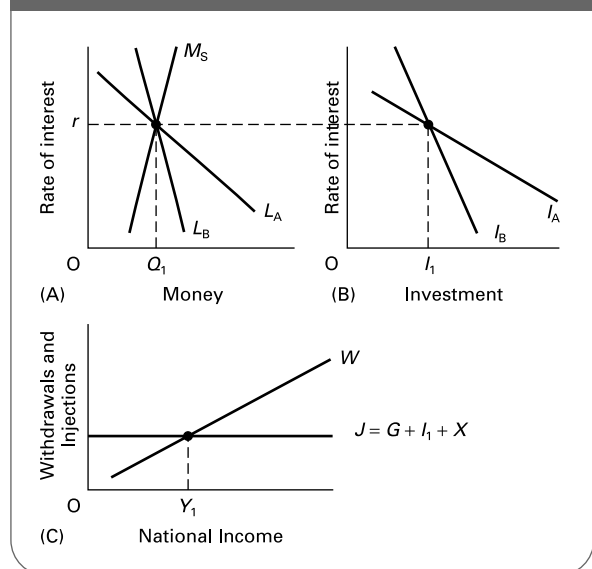 Rate of interest
r
M_S
L_A
L_B
O
Q_1
(A)
Money
Rate of interest
I_A
I_B
O
I_1
(B)
Investment
Withdrawals and
Injections
W
J = G + I_1 + X
O
Y_1
(C)
National Income